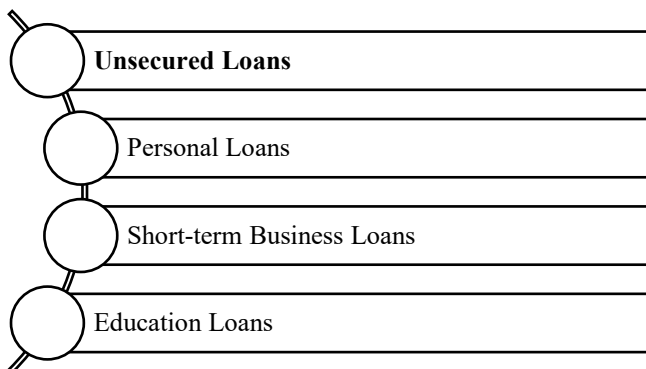 Unsecured Loans
Personal Loans
Short-term Business Loans
Education Loans